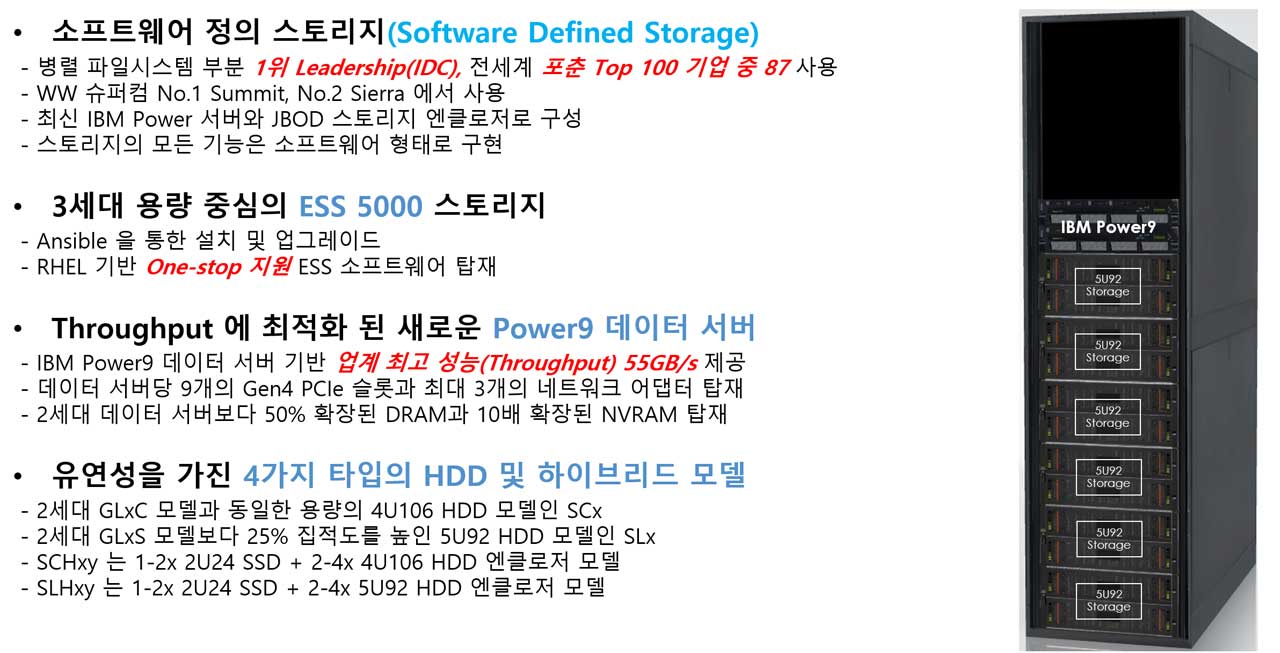 • 소프트웨어 정의 스토리지(Software Defined Storage)
- 병렬 파일시스템 부분 1위 Leadership(IDC), 전세계 포춘 Top 100 기업 중 87 사용
- WW 슈퍼컴 No.1 Summit, No.2 Sierra 에서 사용
- 최신 IBM Power 서버와 JBOD 스토리지 엔클로저로 구성
- 스토리지의 모든 기능은 소프트웨어 형태로 구현
• 3세대 용량 중심의 ESS 5000 스토리지
- Ansible 을 통한 설치 및 업그레이드
- RHEL 기반 One-stop 지원 ESS 소프트웨어 탑재
• Throughput 에 최적화 된 새로운 Power9 데이터 서버
- IBM Power9 데이터 서버 기반 업계 최고 성능(Throughput) 55GB/s 제공
- 데이터 서버당 9개의 Gen4 PCIe 슬롯과 최대 3개의 네트워크 어댑터 탑재
- 2세대 데이터 서버보다 50% 확장된 DRAM과 10배 확장된 NVRAM 탑재
• 유연성을 가진 4가지 타입의 HDD 및 하이브리드 모델
- 2세대 GLxC 모델과 동일한 용량의 4U106 HDD 모델인 SCx
- 2세대 GLxS 모델보다 25% 집적도를 높인 5U92 HDD 모델인 SLx
- SCHxy 는 1-2x 2U24 SSD + 2-4x 4U106 HDD 엔클로저 모델
- SLHxy 는 1-2x 2U24 SSD + 2-4x 5U92 HDD 엔클로저 모델
IBM Power9
5U92
Storage
5U92
Storage
5U92
Storage
5U92
Storage
5U92
Storage
5U92
Storage